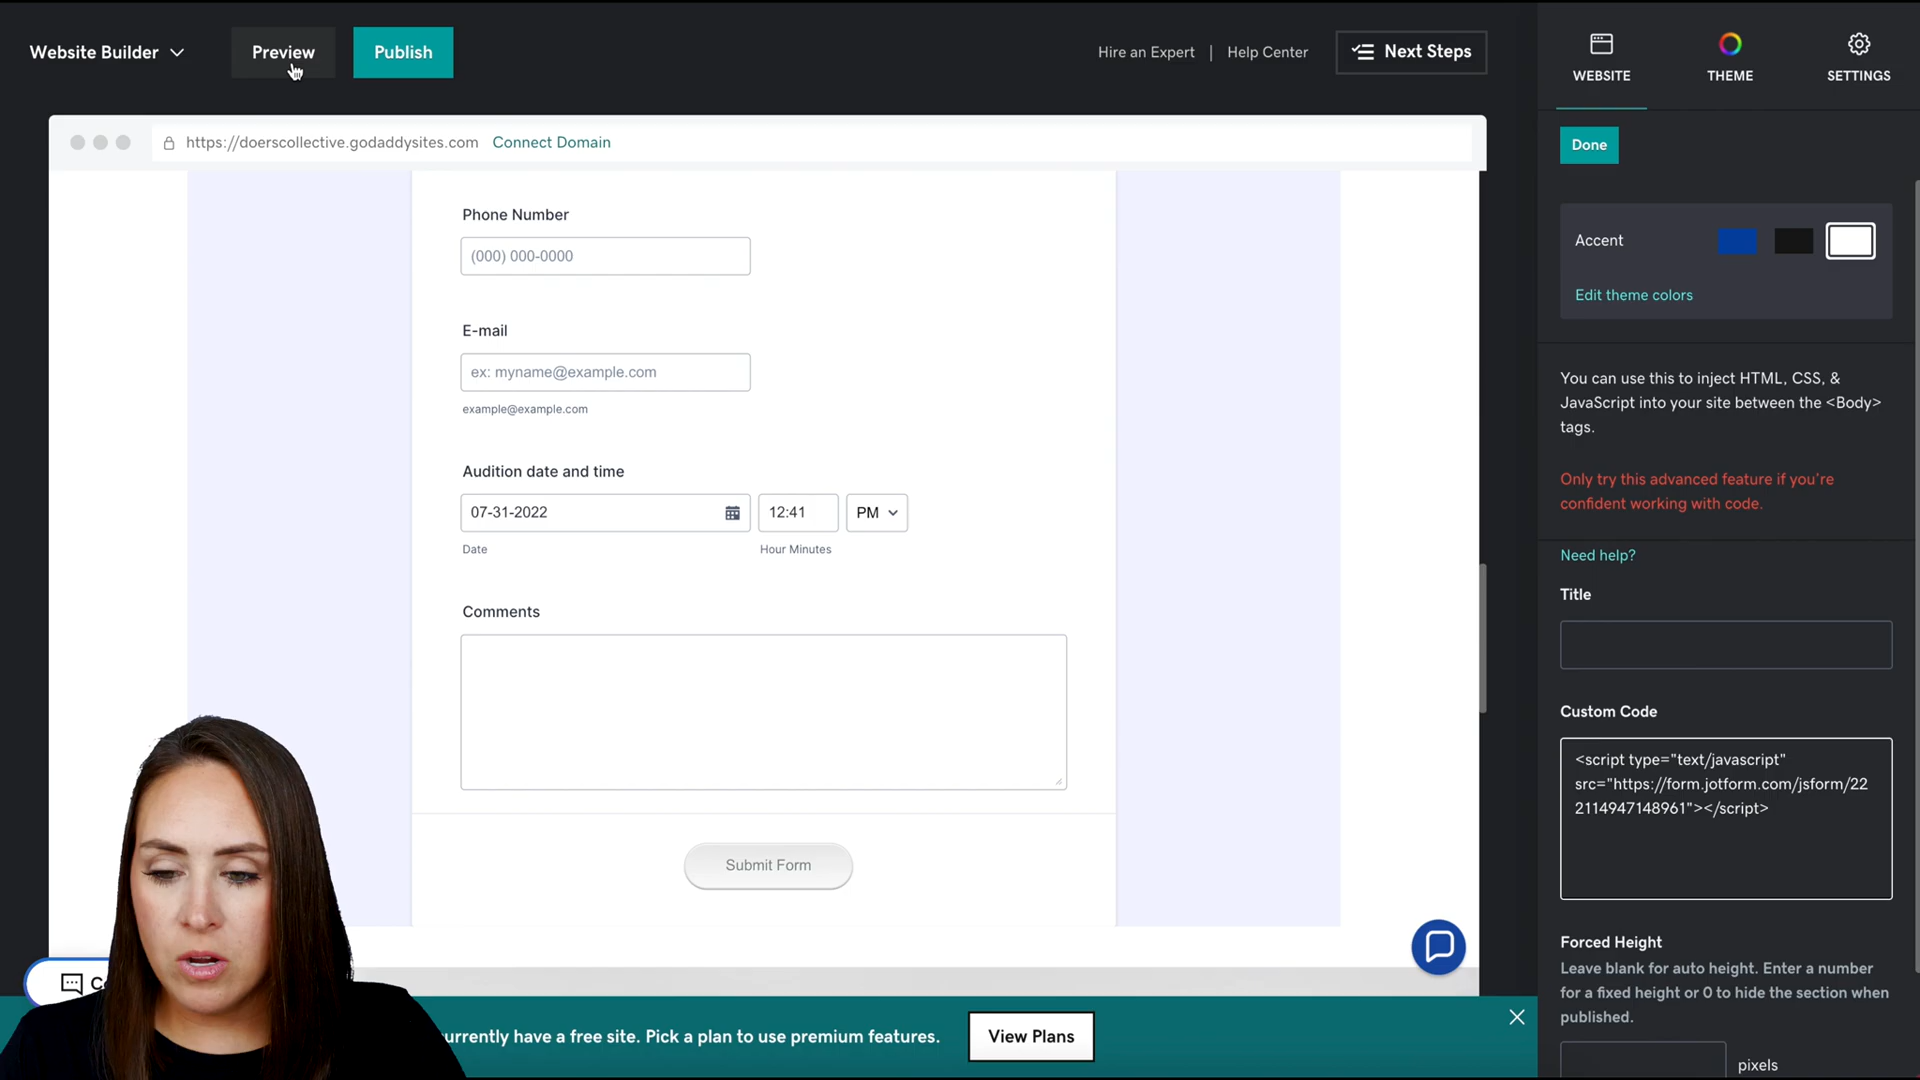 Website Builder
Preview
Publish
Hire an Expert | Help Center
Next Steps
WEBSITE
THEME
SETTINGS
https://doerscollective.godaddysites.com
Connect Domain
Phone Number
(000) 000-0000
E-mail
ex: myname@example.com
example@example.com
Audition date and time
07-31-2022
12:41
PM
Date
Hour Minutes
Comments
Submit Form
currently have a free site. Pick a plan to use premium features.
View Plans
Done
Accent
Edit theme colors
You can use this to inject HTML, CSS, &
JavaScript into your site between the <Body>
tags.
Only try this advanced feature if you're
confident working with code.
Need help?
Title
Custom Code
<script type="text/javascript"
src="https://form.jotform.com/jsform/22
2114947148961"></script>
Forced Height
Leave blank for auto height. Enter a number
for a fixed height or 0 to hide the section when
published.
pixels